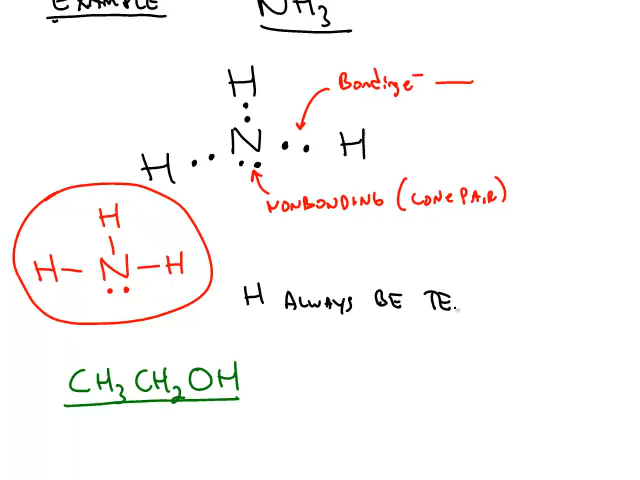 EXAMPLE NH3
H
Bonding e-
H N H
NONBONDING (LONE PAIR)
H
H-N-H
H ALWAYS BE TE.
CH3CH2OH